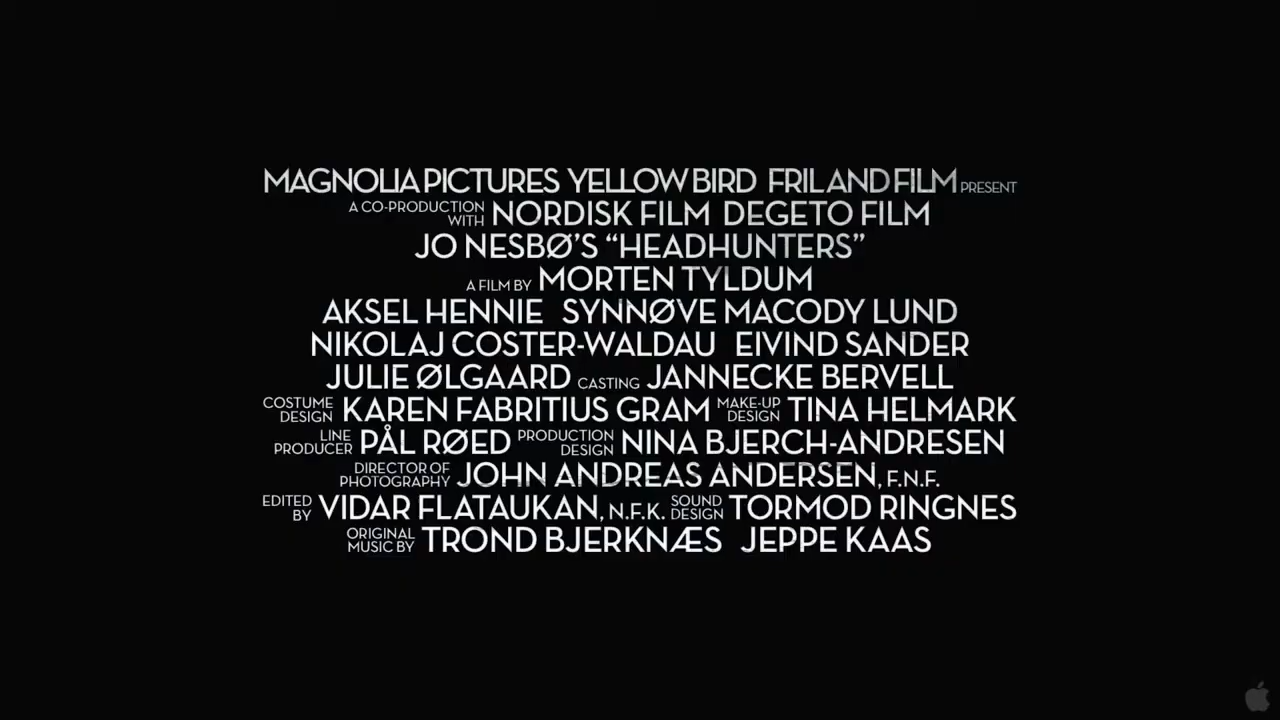 MAGNOLIA PICTURES YELLOW BIRD FRILAND FILM PRESENT
A CO-PRODUCTION WITH NORDISK FILM DEGETO FILM
JO NESBØ'S “HEADHUNTERS”
A FILM BY MORTEN TYLDUM
AKSEL HENNIE SYNNØVE MACODY LUND
NIKOLAJ COSTER-WALDAU EIVIND SANDER
JULIE ØLGAARD CASTING JANNECKE BERVELL
COSTUME DESIGN KAREN FABRITIUS GRAM MAKE-UP DESIGN TINA HELMARK
LINE PRODUCER PÅL RØED PRODUCTION DESIGN NINA BJERCH-ANDRESEN
DIRECTOR OF PHOTOGRAPHY JOHN ANDREAS ANDERSEN, F.N.F.
EDITED BY VIDAR FLATAUKAN, N.F.K. SOUND DESIGN TORMOD RINGNES
ORIGINAL MUSIC BY TROND BJERKNÆS JEPPE KAAS